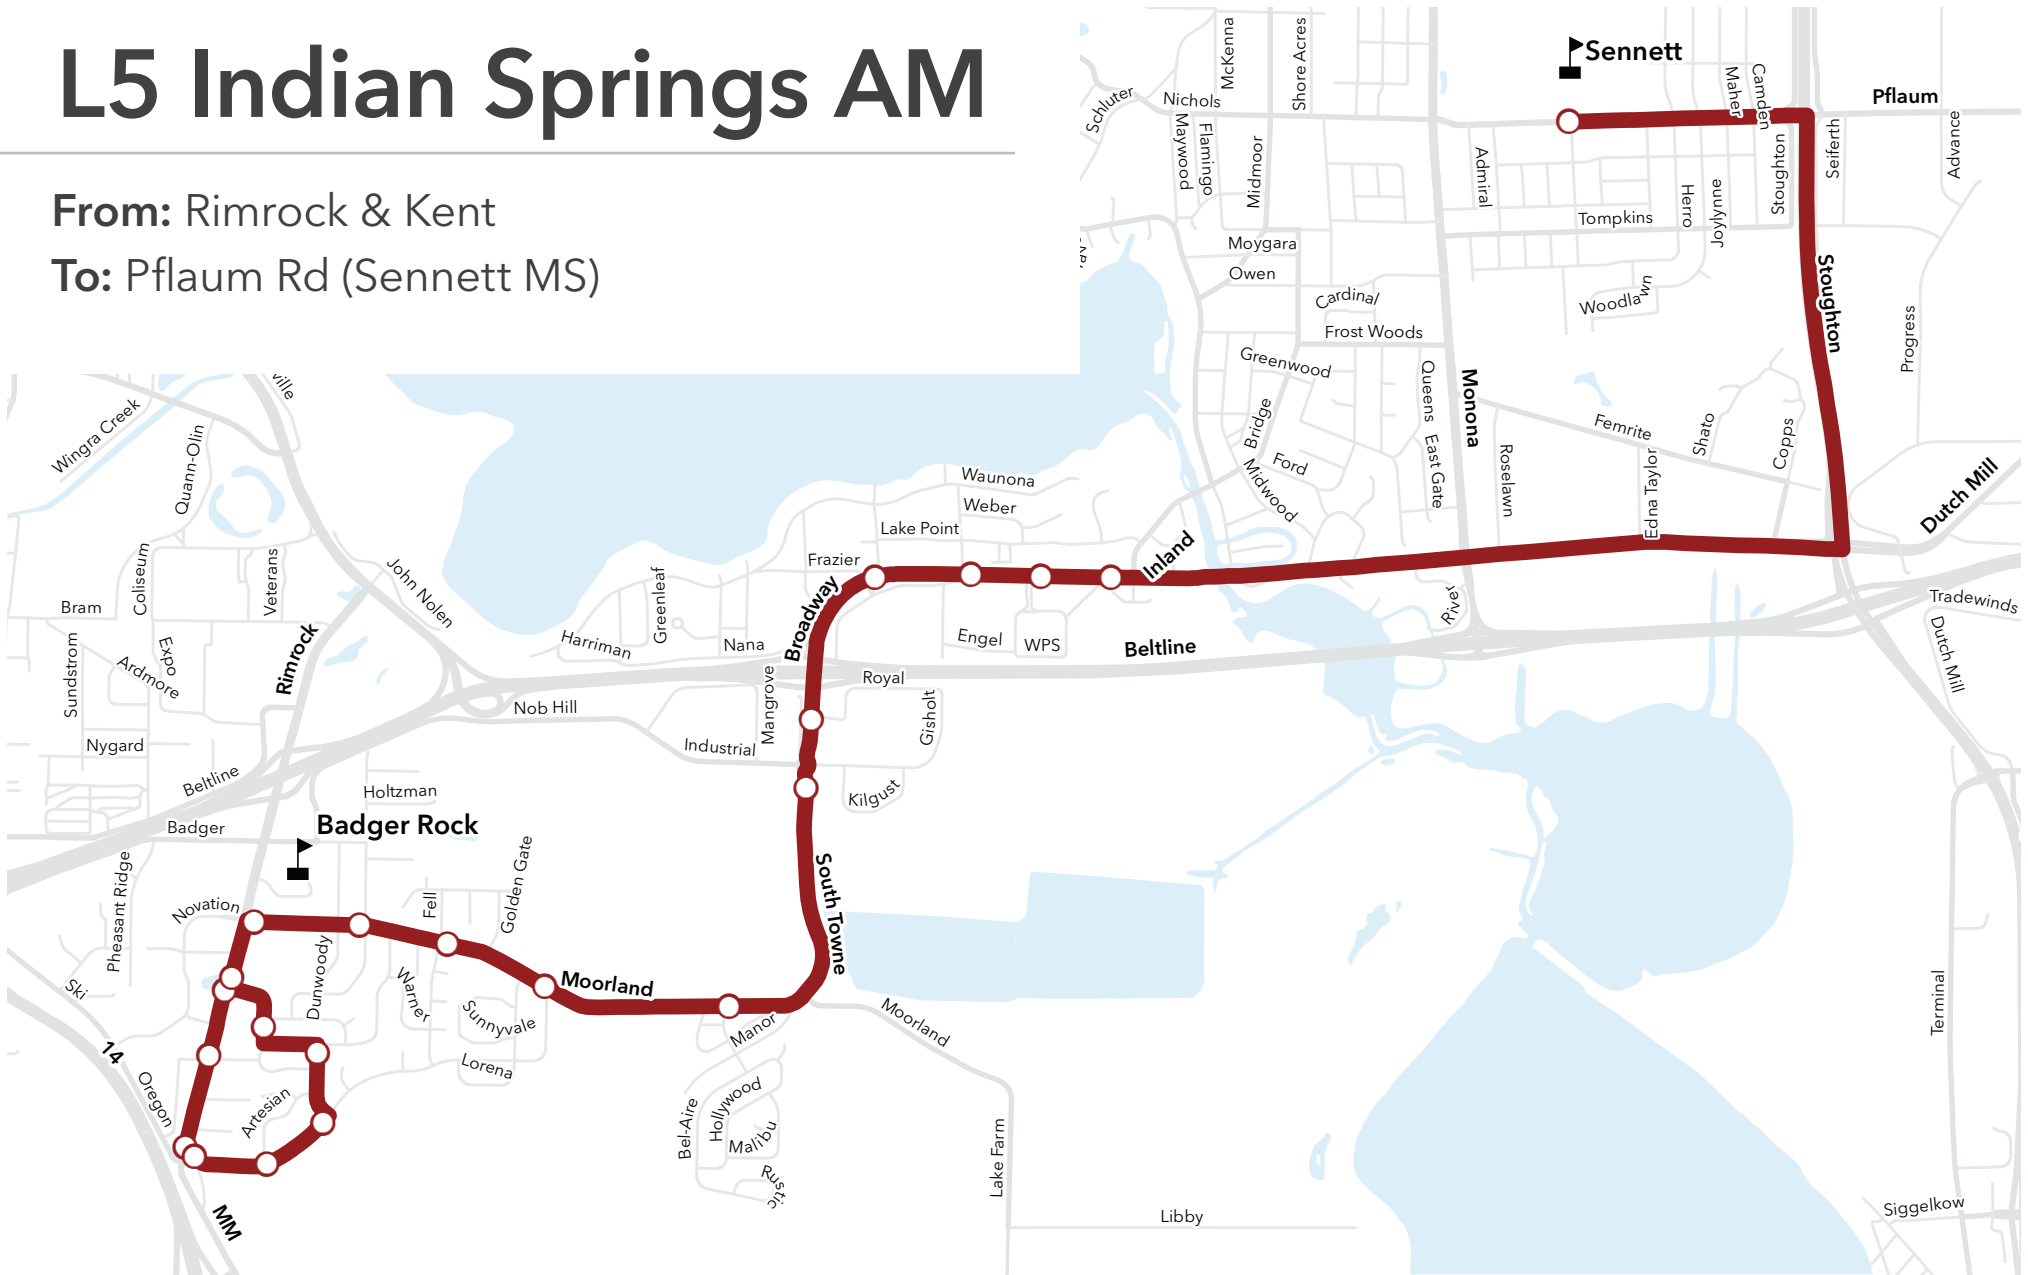 L5 Indian Springs AM
From: Rimrock & Kent
To: Pflaum Rd (Sennett MS)
Sennett
Pflaum
Schluter
Nichols
McKenna
Shore Acres
Maywood
Flamingo
Midmoor
Admiral
Maher
Camden
Stoughton
Seiferth
Advance
Herro
Joylynne
Tompkins
Moygara
Owen
Cardinal
Frost Woods
Woodlawn
Stoughton
Progress
Greenwood
Bridge
Queens
Monona
Femrite
Shato
Copps
Ford
Midwood
East Gate
Roselawn
Edna Taylor
Dutch Mill
ville
Wingra Creek
Quann-Olin
Waunona
Weber
Lake Point
Frazier
Inland
John Nolen
Coliseum
Veterans
Bram
Greenleaf
Broadway
Harriman
Nana
Engel
WPS
Beltline
River
Tradewinds
Dutch Mill
Sundstrom
Expo
Ardmore
Rimrock
Royal
Mangrove
Gisholt
Nob Hill
Industrial
Nygard
Beltline
Holtzman
Kilgust
Badger
Badger Rock
Pheasant Ridge
Golden Gate
Fell
South Towne
Novation
Dunwoody
Warner
Moorland
Sunnyvale
Manor
Moorland
Ski
14
Oregon
Artesian
Lorena
Hollywood
Bel-Aire
Malibu
Rustic
Lake Farm
Terminal
MM
Libby
Siggelkow